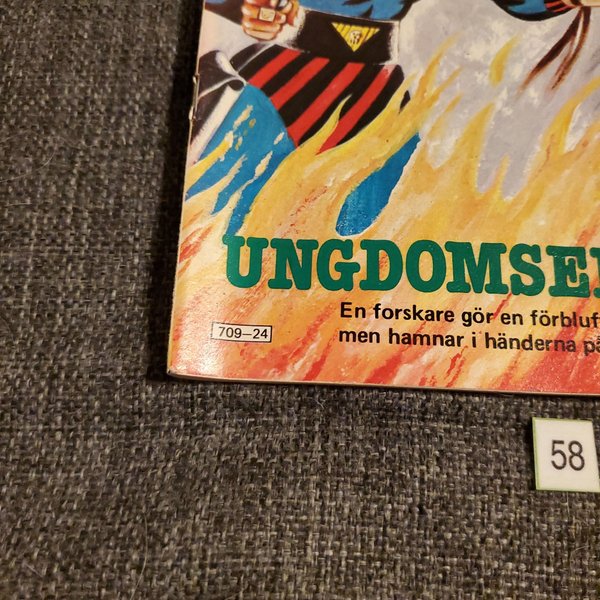 UNGDOMSE
En forskare gör en förbluf
men hamnar i händerna på
709-24
58